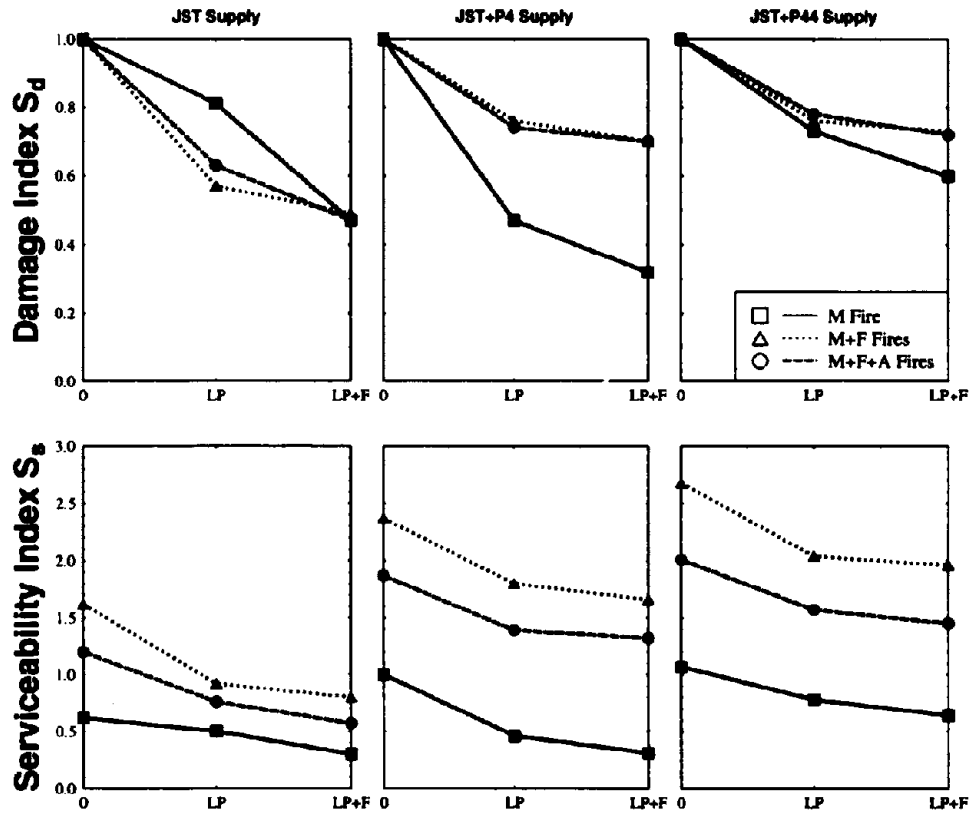 JST Supply
JST+P4 Supply
JST+P44 Supply
Damage Index S_d
1.0
0.8
0.6
0.4
0.2
0.0
0 LP LP+F
0 LP LP+F
0 LP LP+F
M Fire
M+F Fires
M+F+A Fires
Serviceability Index S_s
3.0
2.5
2.0
1.5
1.0
0.5
0.0
0 LP LP+F
0 LP LP+F
0 LP LP+F